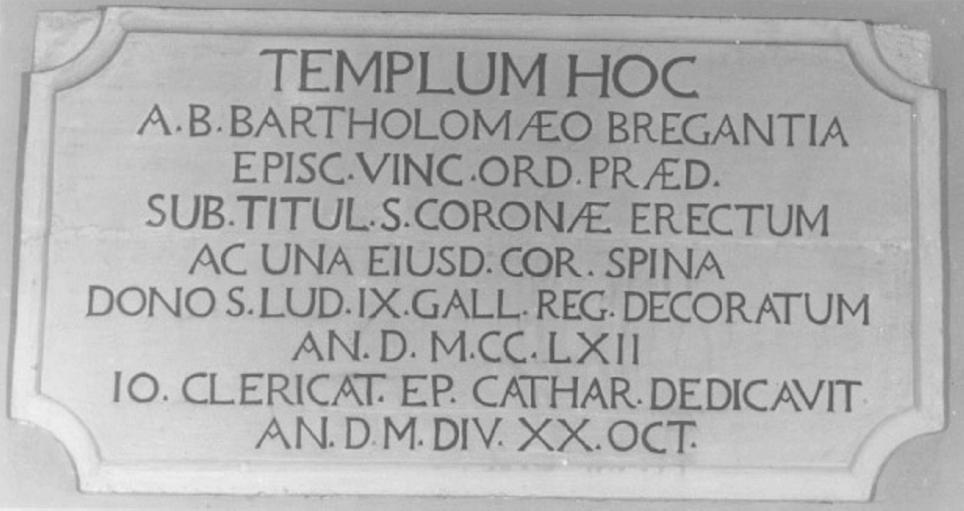 TEMPLUM HOC
A.B.BARTHOLOMÆO BREGANTIA
EPISC.VINC.ORD.PRÆD.
SUB.TITUL.S.CORONÆ ERECTUM
AC UNA EIUSD.COR. SPINA
DONO S.LUD.IX.GALL.REG.DECORATUM
AN.D.M.CC.LXII
IO. CLERICAT. EP. CATHAR.DEDICAVIT
AN.D.M.DIV.XX.OCT.